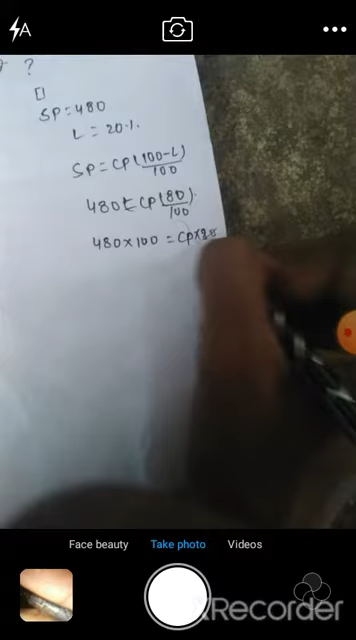 A
?
SP=480
L = 20%.
SP=CP(100-L)/100
480=CP(80)/100
480×100 = CP×80
Face beauty Take photo Videos
XRecorder